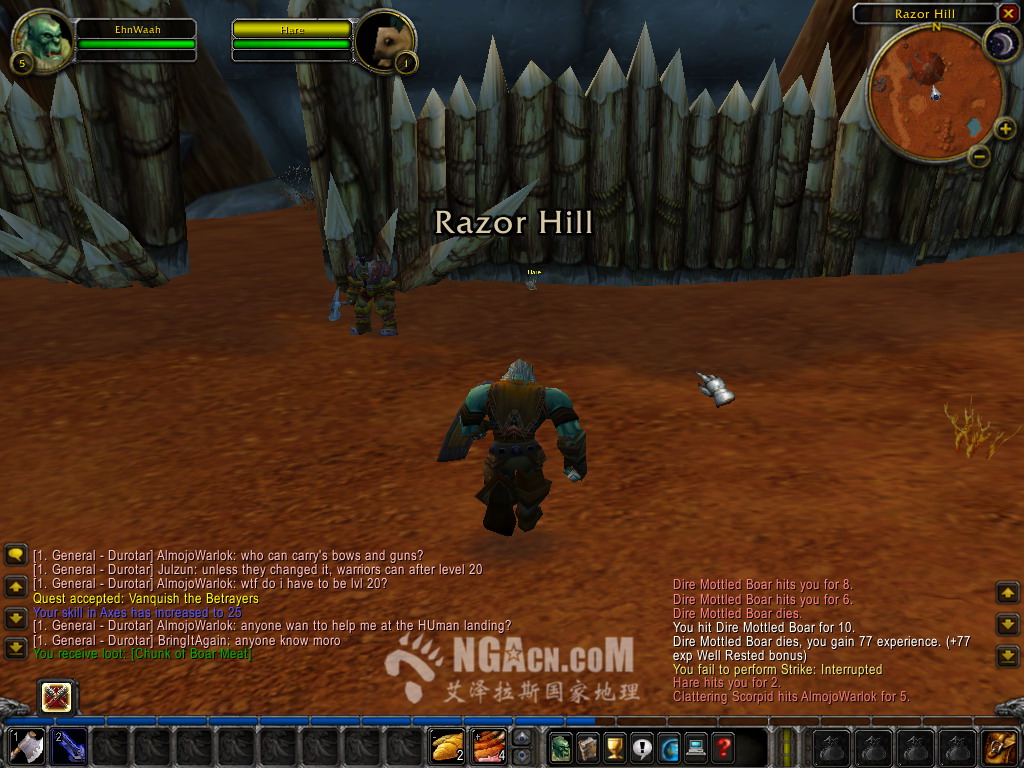 EhnWaah
5
Hare
1
Razor Hill
N
Razor Hill
Hare
[1. General - Durotar] AlmojoWarlok: who can carry's bows and guns?
[1. General - Durotar] Julzun: unless they changed it, warriors can after level 20
[1. General - Durotar] AlmojoWarlok: wtf do i have to be lvl 20?
Quest accepted: Vanquish the Betrayers
Your skill in Axes has increased to 25.
[1. General - Durotar] AlmojoWarlok: anyone wan tto help me at the HUman landing?
[1. General - Durotar] BringItAgain: anyone know moro
You receive loot: [Chunk of Boar Meat]
Dire Mottled Boar hits you for 8.
Dire Mottled Boar hits you for 6.
Dire Mottled Boar dies.
You hit Dire Mottled Boar for 10.
Dire Mottled Boar dies, you gain 77 experience. (+77
exp Well Rested bonus)
You fail to perform Strike: Interrupted
Hare hits you for 2.
Clattering Scorpid hits AlmojoWarlok for 5.
NGACN.COM
艾泽拉斯国家地理
1
2
2
4